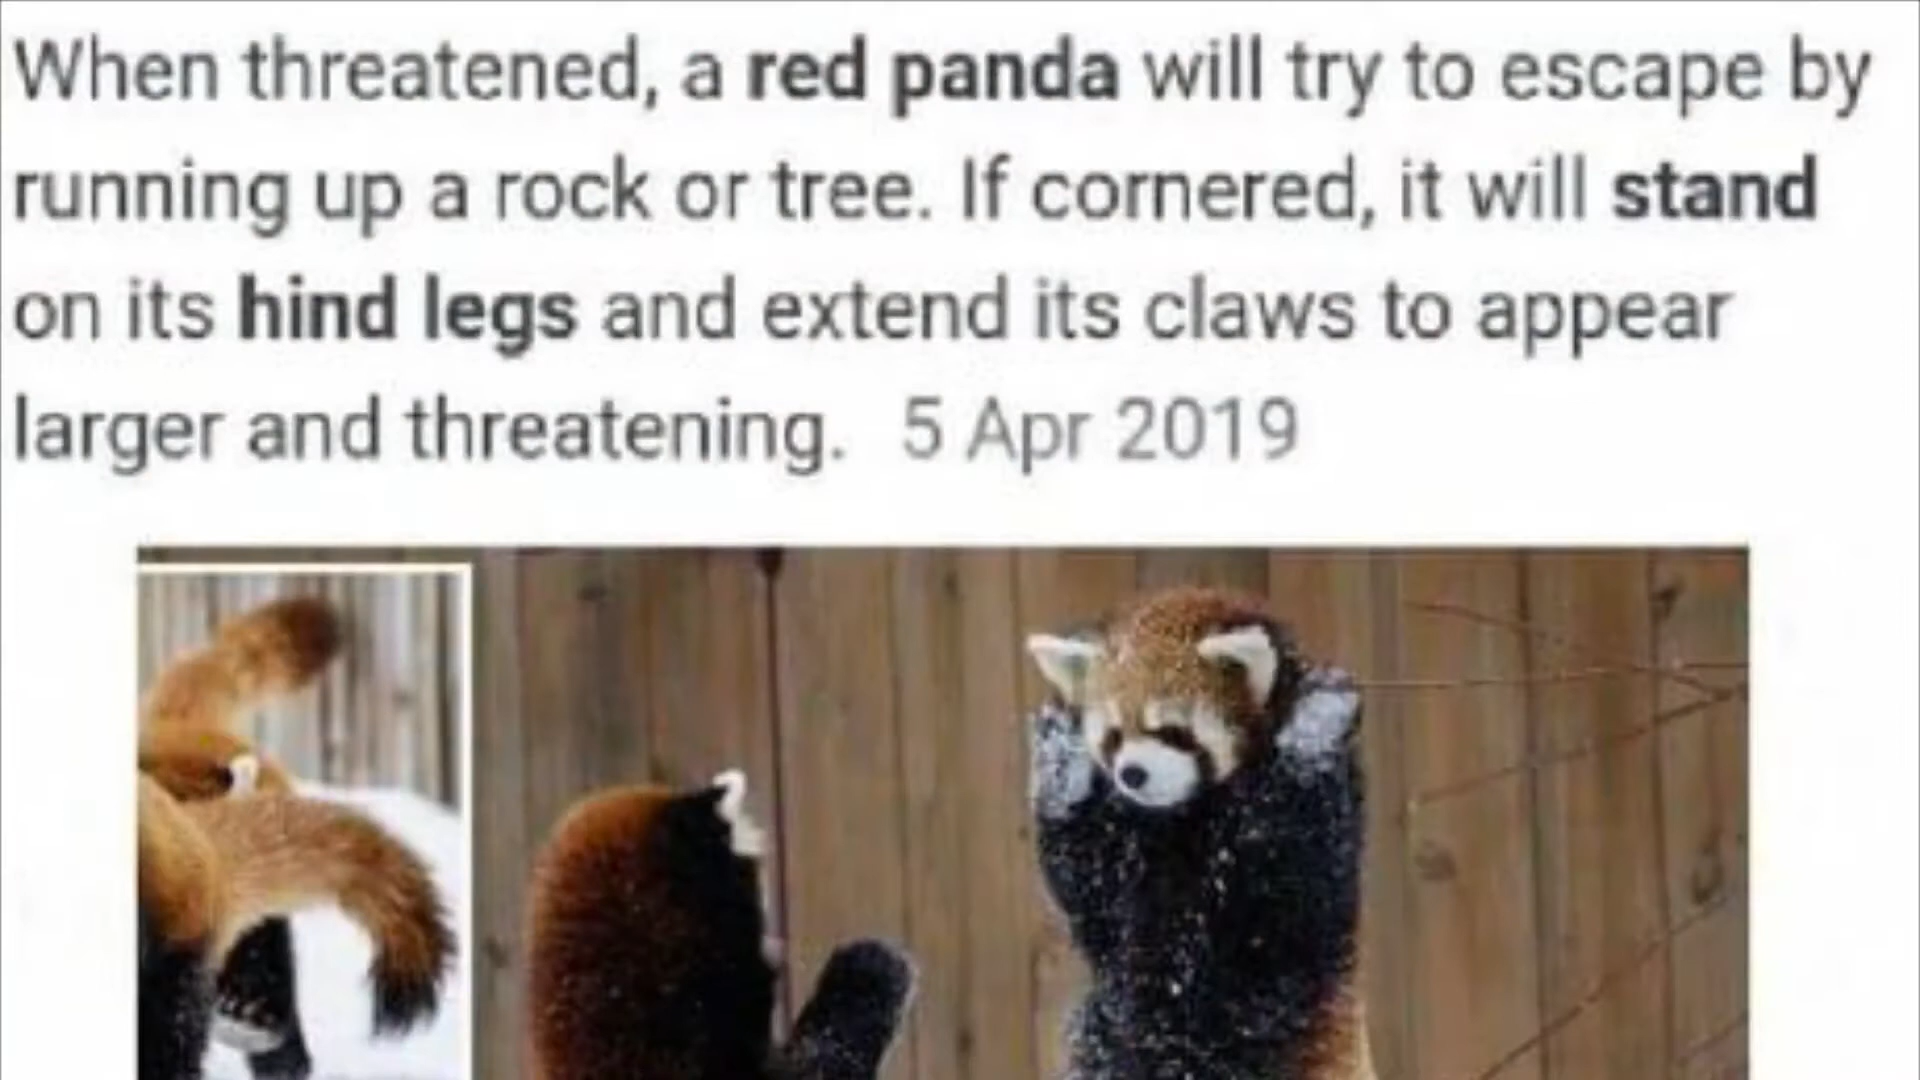 When threatened, a red panda will try to escape by
running up a rock or tree. If cornered, it will stand
on its hind legs and extend its claws to appear
larger and threatening. 5 Apr 2019